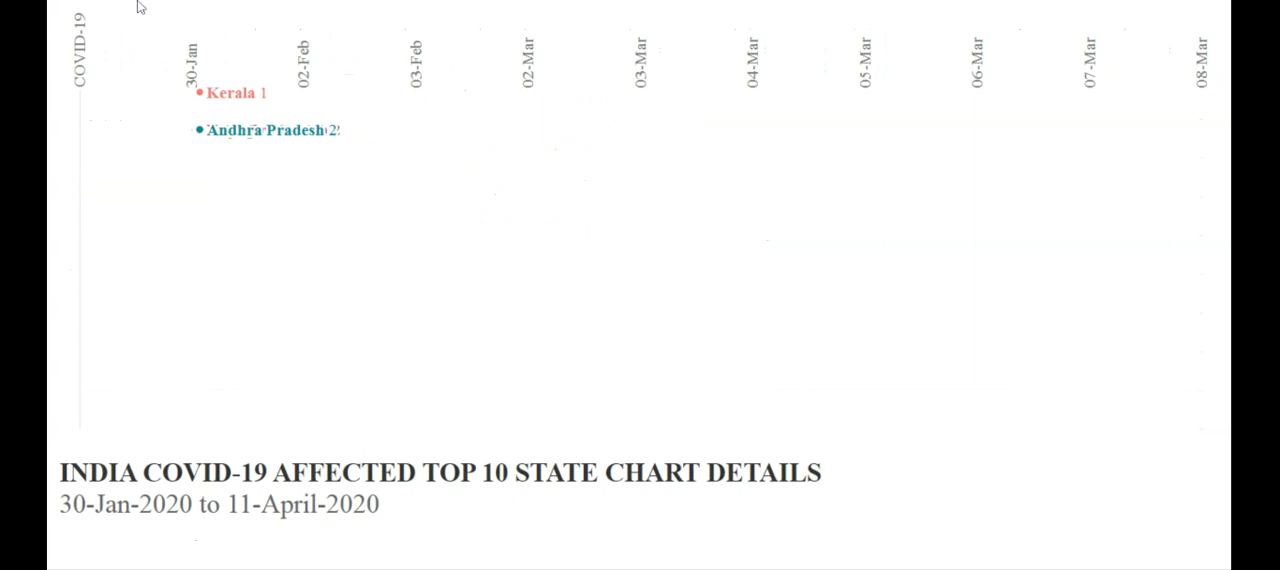 COVID-19
30-Jan
02-Feb
03-Feb
02-Mar
03-Mar
04-Mar
05-Mar
06-Mar
07-Mar
08-Mar
Kerala 1
Andhra Pradesh 2
INDIA COVID-19 AFFECTED TOP 10 STATE CHART DETAILS
30-Jan-2020 to 11-April-2020